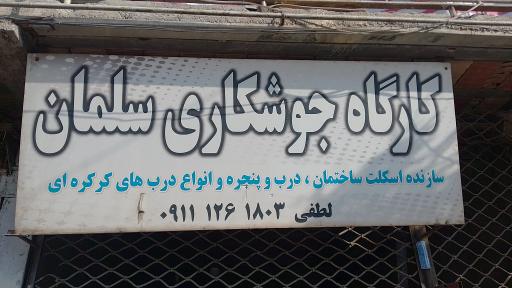 کارگاه جوشکاری سلمان
سازنده اسکلت ساختمان ، درب و پنجره و انواع درب های کرکره ای
لطفی ۰۹۱۱ ۱۲۶ ۱۸۰۳